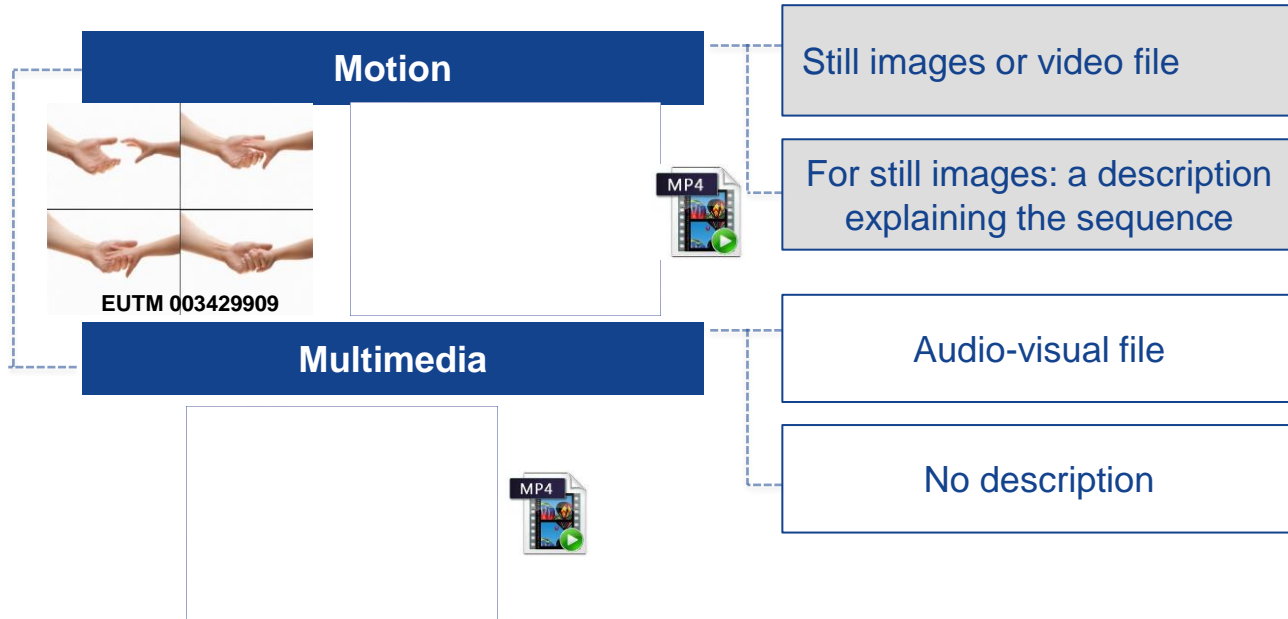 Motion
Still images or video file
MP4
For still images: a description
explaining the sequence
EUTM 003429909
Multimedia
Audio-visual file
No description
MP4